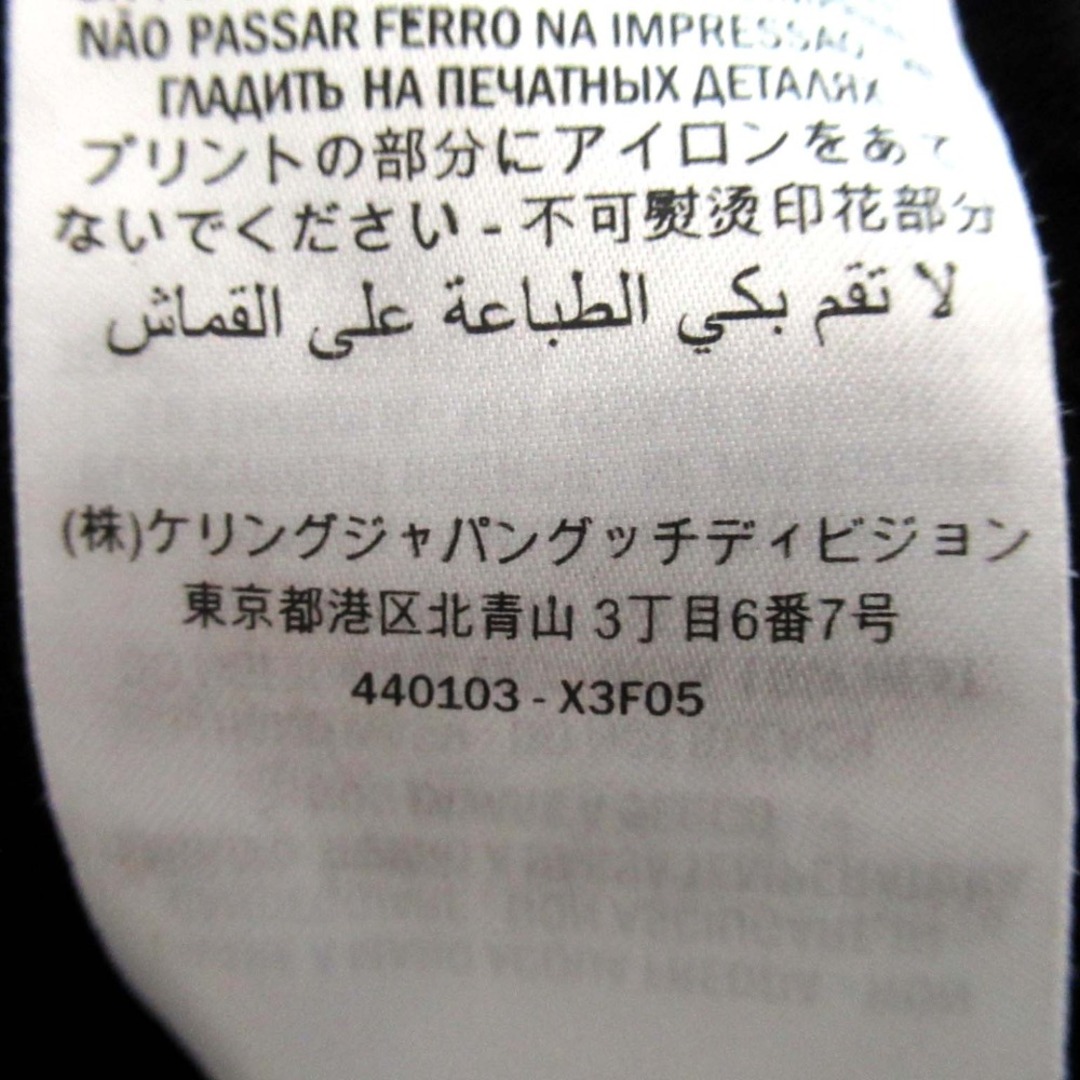 NÃO PASSAR FERRO NA IMPRESSÃO
ГЛАДИТЬ НА ПЕЧАТНЫХ ДЕТАЛЯХ
プリントの部分にアイロンをあて
ないでください - 不可熨烫印花部分
لا تقم بكي الطباعة على القماش
(株)ケリングジャパングッチディビジョン
東京都港区北青山 3丁目6番7号
440103 - X3F05